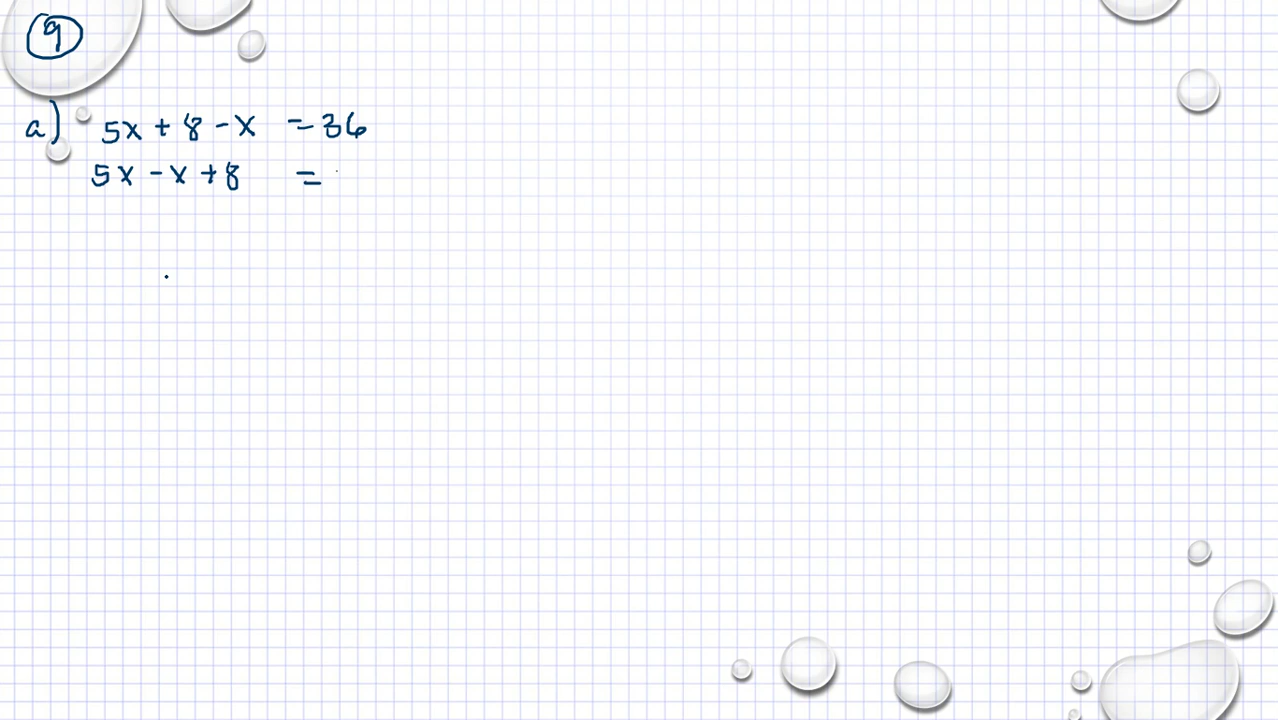 9
a) 5x + 8 - x = 36
5x - x + 8 =